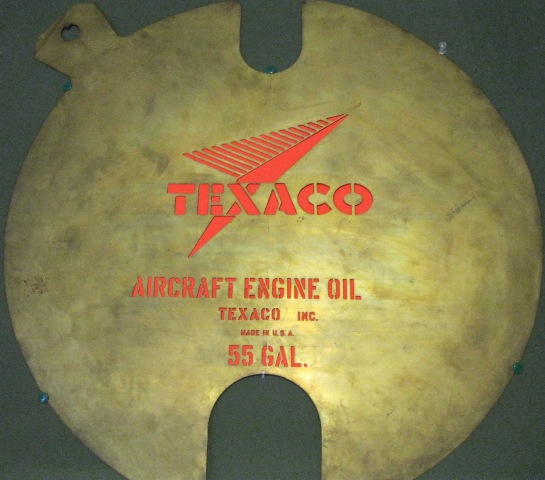 TEXACO
AIRCRAFT ENGINE OIL
TEXACO INC.
MADE IN U.S.A.
55 GAL.